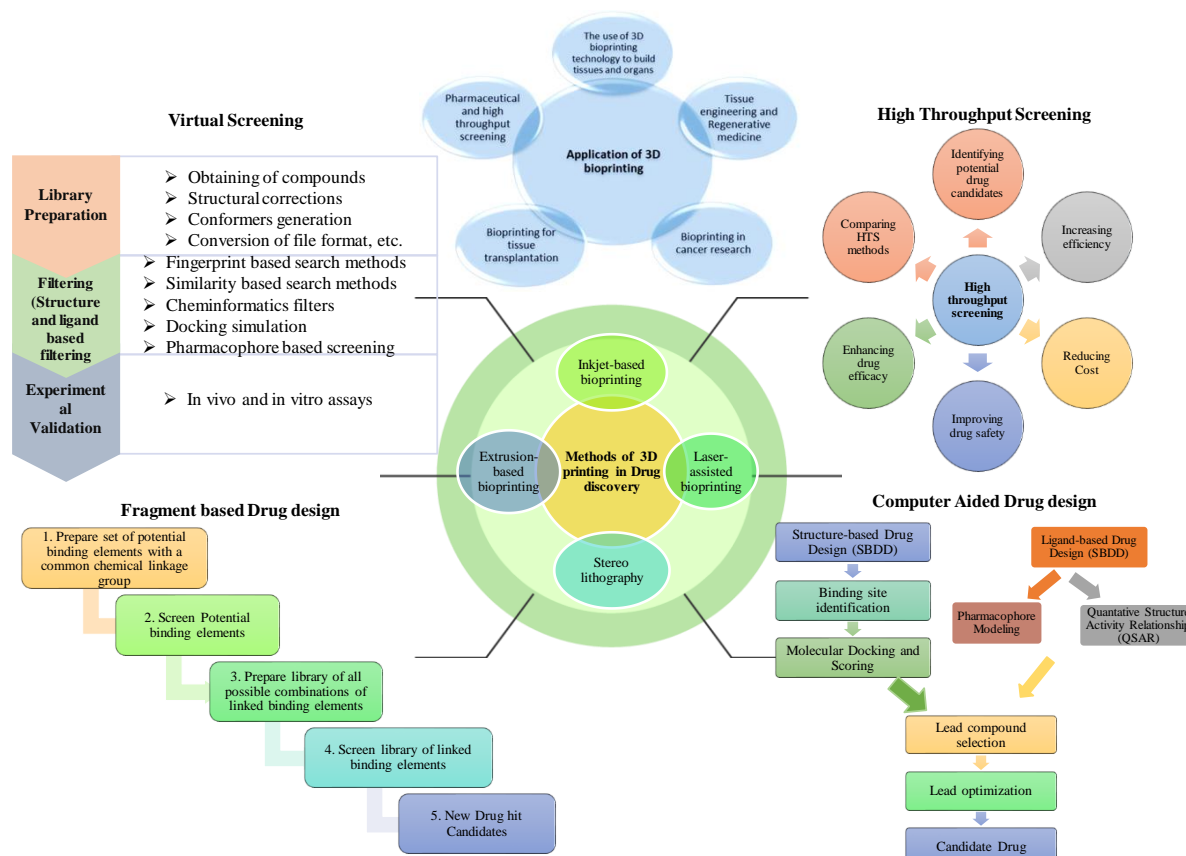 Virtual Screening
Library
Preparation
➢ Obtaining of compounds
➢ Structural corrections
➢ Conformers generation
➢ Conversion of file format, etc.
Filtering
(Structure
and ligand
based
filtering
➢ Fingerprint based search methods
➢ Similarity based search methods
➢ Cheminformatics filters
➢ Docking simulation
➢ Pharmacophore based screening
Experiment
al
Validation
➢ In vivo and in vitro assays
The use of 3D
bioprinting
technology to build
tissues and organs
Pharmaceutical
and high
throughput
screening
Tissue
engineering and
Regenerative
medicine
Application of 3D
bioprinting
Bioprinting for
tissue
transplantation
Bioprinting in
cancer research
High Throughput Screening
Identifying
potential
drug
candidates
Comparing
HTS
methods
Increasing
efficiency
High
throughput
screening
Enhancing
drug
efficacy
Reducing
Cost
Improving
drug safety
Inkjet-based
bioprinting
Extrusion-
based
bioprinting
Methods of 3D
printing in Drug
discovery
Laser-
assisted
bioprinting
Stereo
lithography
Fragment based Drug design
1. Prepare set of potential
binding elements with a
common chemical linkage
group
2. Screen Potential
binding elements
3. Prepare library of all
possible combinations of
linked binding elements
4. Screen library of linked
binding elements
5. New Drug hit
Candidates
Computer Aided Drug design
Structure-based Drug
Design (SBDD)
Binding site
identification
Molecular Docking and
Scoring
Ligand-based Drug
Design (SBDD)
Pharmacophore
Modeling
Quantative Structure
Activity Relationship
(QSAR)
Lead compound
selection
Lead optimization
Candidate Drug